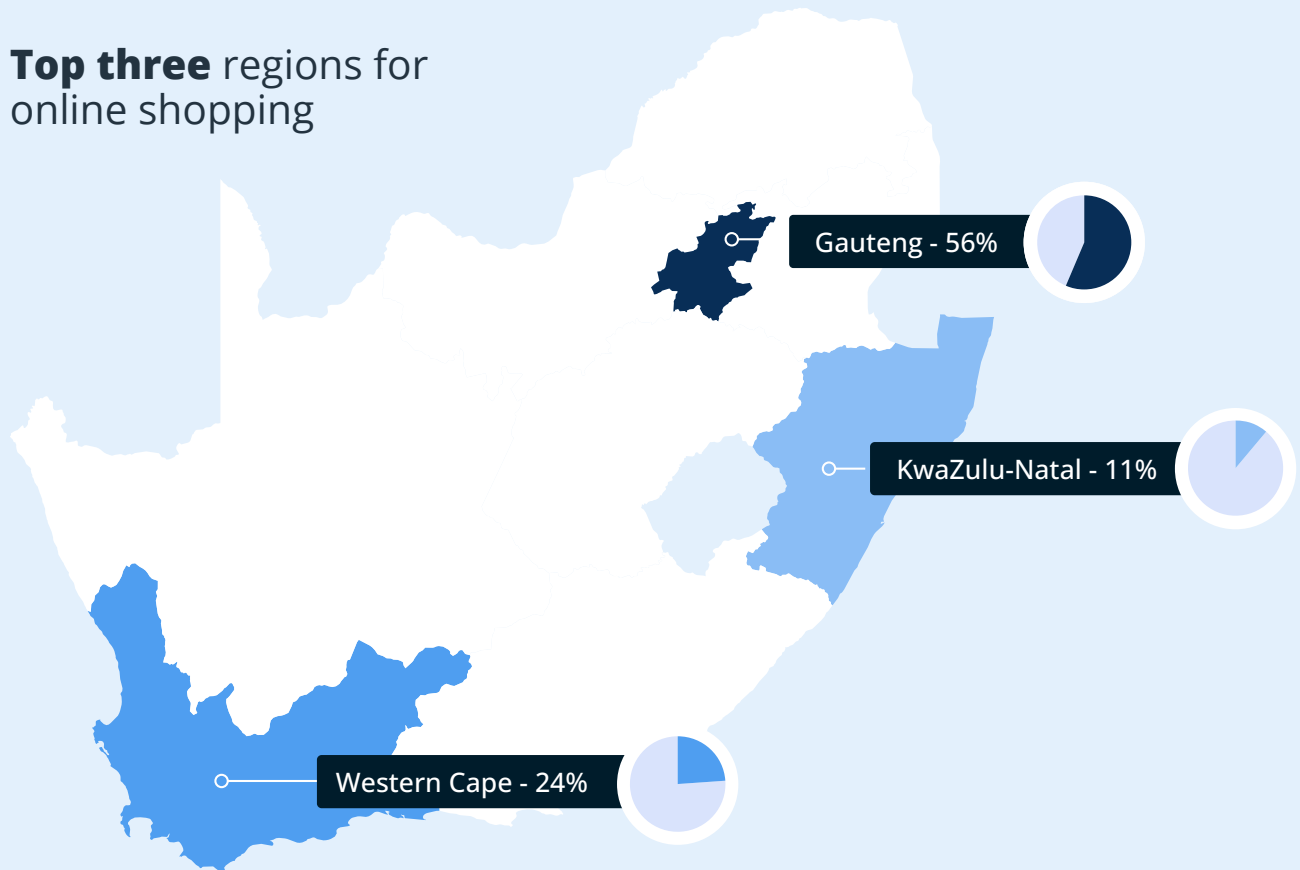 Top three regions for
online shopping
Gauteng - 56%
KwaZulu-Natal - 11%
Western Cape - 24%